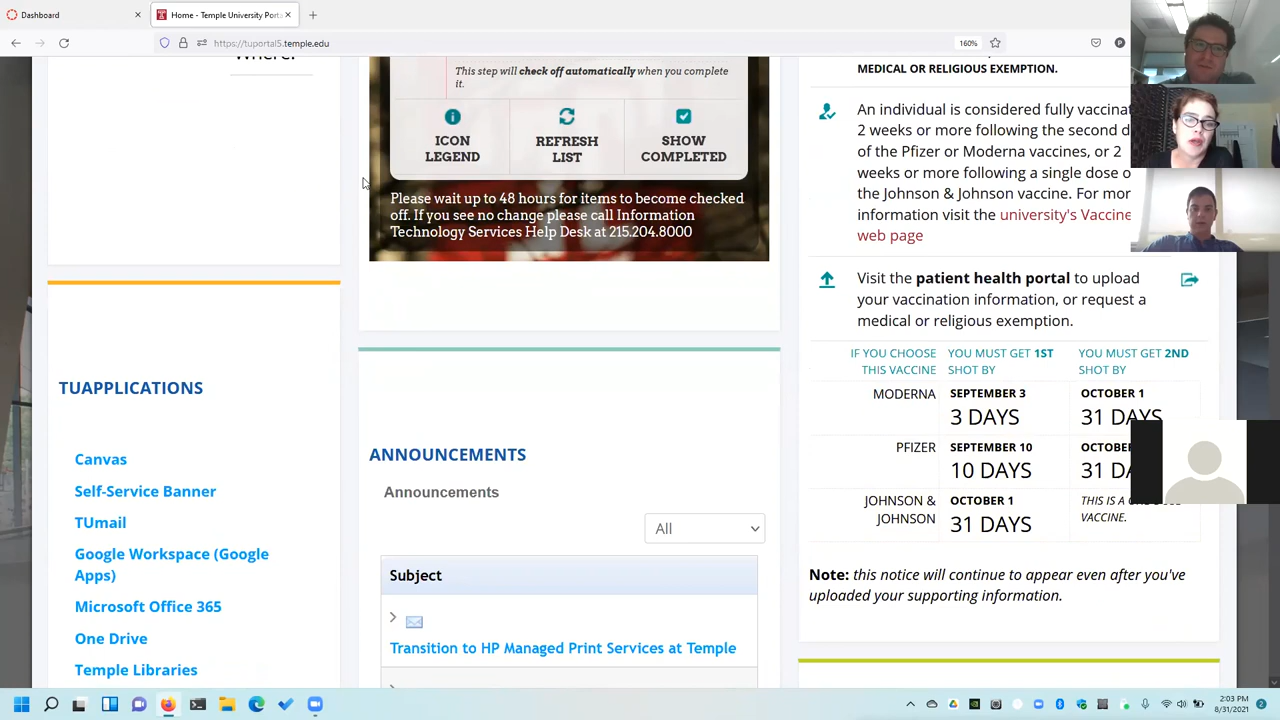 Dashboard
Home - Temple University Port
https://tuportal5.temple.edu
160%
This step will check off automatically when you complete
it.
ICON
LEGEND
REFRESH
LIST
SHOW
COMPLETED
Please wait up to 48 hours for items to become checked
off. If you see no change please call Information
Technology Services Help Desk at 215.204.8000
TUAPPLICATIONS
Canvas
Self-Service Banner
TUmail
Google Workspace (Google
Apps)
Microsoft Office 365
One Drive
Temple Libraries
ANNOUNCEMENTS
Announcements
All
Subject
Transition to HP Managed Print Services at Temple
MEDICAL OR RELIGIOUS EXEMPTION.
An individual is considered fully
2 weeks or more following the second
of the Pfizer or Moderna vaccines, or 2
weeks or more following a single dose
the Johnson & Johnson vaccine. For
information visit the university's Vaccine
web page
Visit the patient health portal to upload
your vaccination information, or request a
medical or religious exemption.
IF YOU CHOOSE
THIS VACCINE
YOU MUST GET 1ST
SHOT BY
YOU MUST GET 2ND
SHOT BY
MODERNA
SEPTEMBER 3
3 DAYS
OCTOBER 1
31 DAYS
PFIZER
SEPTEMBER 10
10 DAYS
31
JOHNSON &
JOHNSON
OCTOBER 1
31 DAYS
THIS IS A
VACCINE.
Note: this notice will continue to appear even after you've
uploaded your supporting information.
2:03 PM
8/31/2021